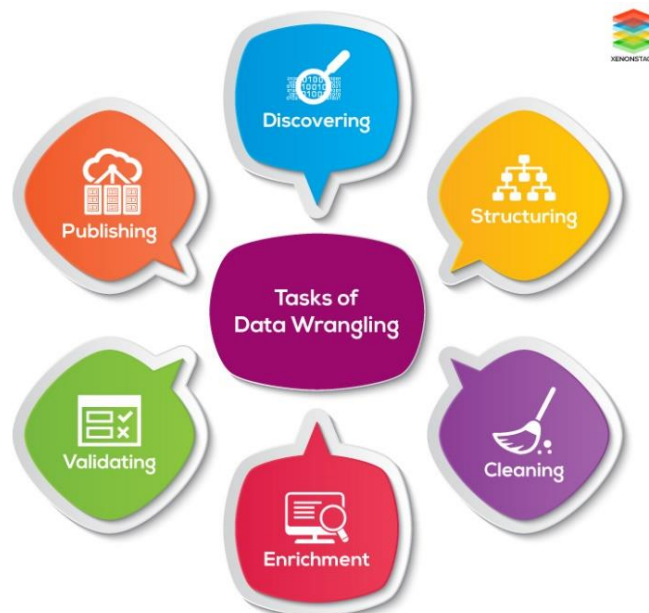 Discovering
Publishing
Structuring
Tasks of
Data Wrangling
Validating
Cleaning
Enrichment